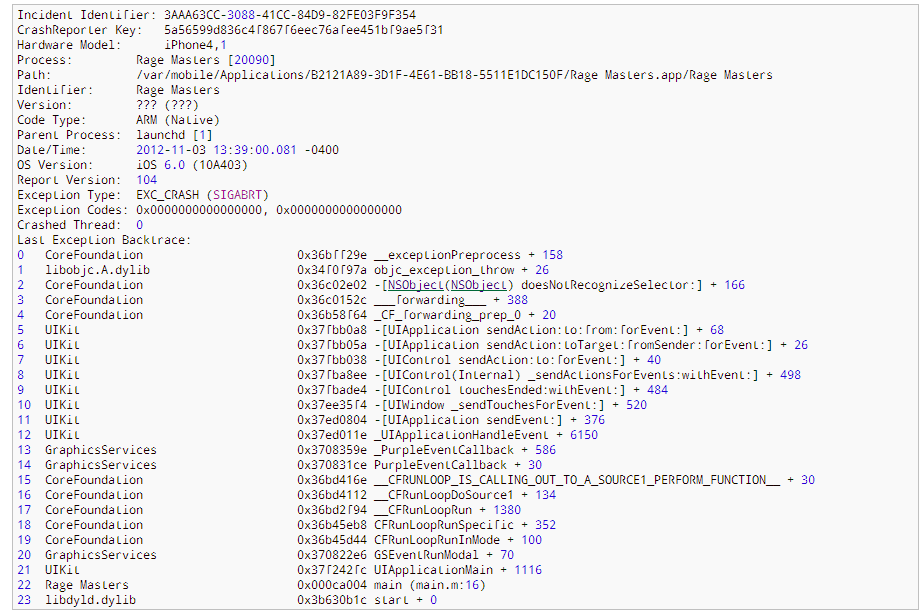 Incident Identifier: 3AAA63CC-3088-41CC-84D9-82FE03F9F354
CrashReporter Key:   5a56599d836c4f867f6eec76afee451bf9ae5f31
Hardware Model:      iPhone4,1
Process:         Rage Masters [20090]
Path:            /var/mobile/Applications/B2121A89-3D1F-4E61-BB18-5511E1DC150F/Rage Masters.app/Rage Masters
Identifier:      Rage Masters
Version:         ??? (???)
Code Type:       ARM (Native)
Parent Process:  launchd [1]
Date/Time:       2012-11-03 13:39:00.081 -0400
OS Version:      iOS 6.0 (10A403)
Report Version:  104
Exception Type:  EXC_CRASH (SIGABRT)
Exception Codes: 0x0000000000000000, 0x0000000000000000
Crashed Thread:  0
Last Exception Backtrace:
0   CoreFoundation                      0x36bff29e __exceptionPreprocess + 158
1   libobjc.A.dylib                     0x34f0f97a objc_exception_throw + 26
2   CoreFoundation                      0x36c02e02 -[NSObject(NSObject) doesNotRecognizeSelector:] + 166
3   CoreFoundation                      0x36c0152c ___forwarding___ + 388
4   CoreFoundation                      0x36b58f64 _CF_forwarding_prep_0 + 20
5   UIKit                               0x37fbb0a8 -[UIApplication sendAction:to:from:forEvent:] + 68
6   UIKit                               0x37fbb05a -[UIApplication sendAction:toTarget:fromSender:forEvent:] + 26
7   UIKit                               0x37fbb038 -[UIControl sendAction:to:forEvent:] + 40
8   UIKit                               0x37fba8ee -[UIControl(Internal) _sendActionsForEvents:withEvent:] + 498
9   UIKit                               0x37fbade4 -[UIControl touchesEnded:withEvent:] + 484
10  UIKit                               0x37ee35f4 -[UIWindow _sendTouchesForEvent:] + 520
11  UIKit                               0x37ed0804 -[UIApplication sendEvent:] + 376
12  UIKit                               0x37ed011e _UIApplicationHandleEvent + 6150
13  GraphicsServices                    0x3708359e _PurpleEventCallback + 586
14  GraphicsServices                    0x370831ce PurpleEventCallback + 30
15  CoreFoundation                      0x36bd416e __CFRUNLOOP_IS_CALLING_OUT_TO_A_SOURCE1_PERFORM_FUNCTION__ + 30
16  CoreFoundation                      0x36bd4112 __CFRunLoopDoSource1 + 134
17  CoreFoundation                      0x36bd2f94 __CFRunLoopRun + 1380
18  CoreFoundation                      0x36b45eb8 CFRunLoopRunSpecific + 352
19  CoreFoundation                      0x36b45d44 CFRunLoopRunInMode + 100
20  GraphicsServices                    0x370822e6 GSEventRunModal + 70
21  UIKit                               0x37f242fc UIApplicationMain + 1116
22  Rage Masters                        0x000ca004 main (main.m:16)
23  libdyld.dylib                       0x3b630b1c start + 0